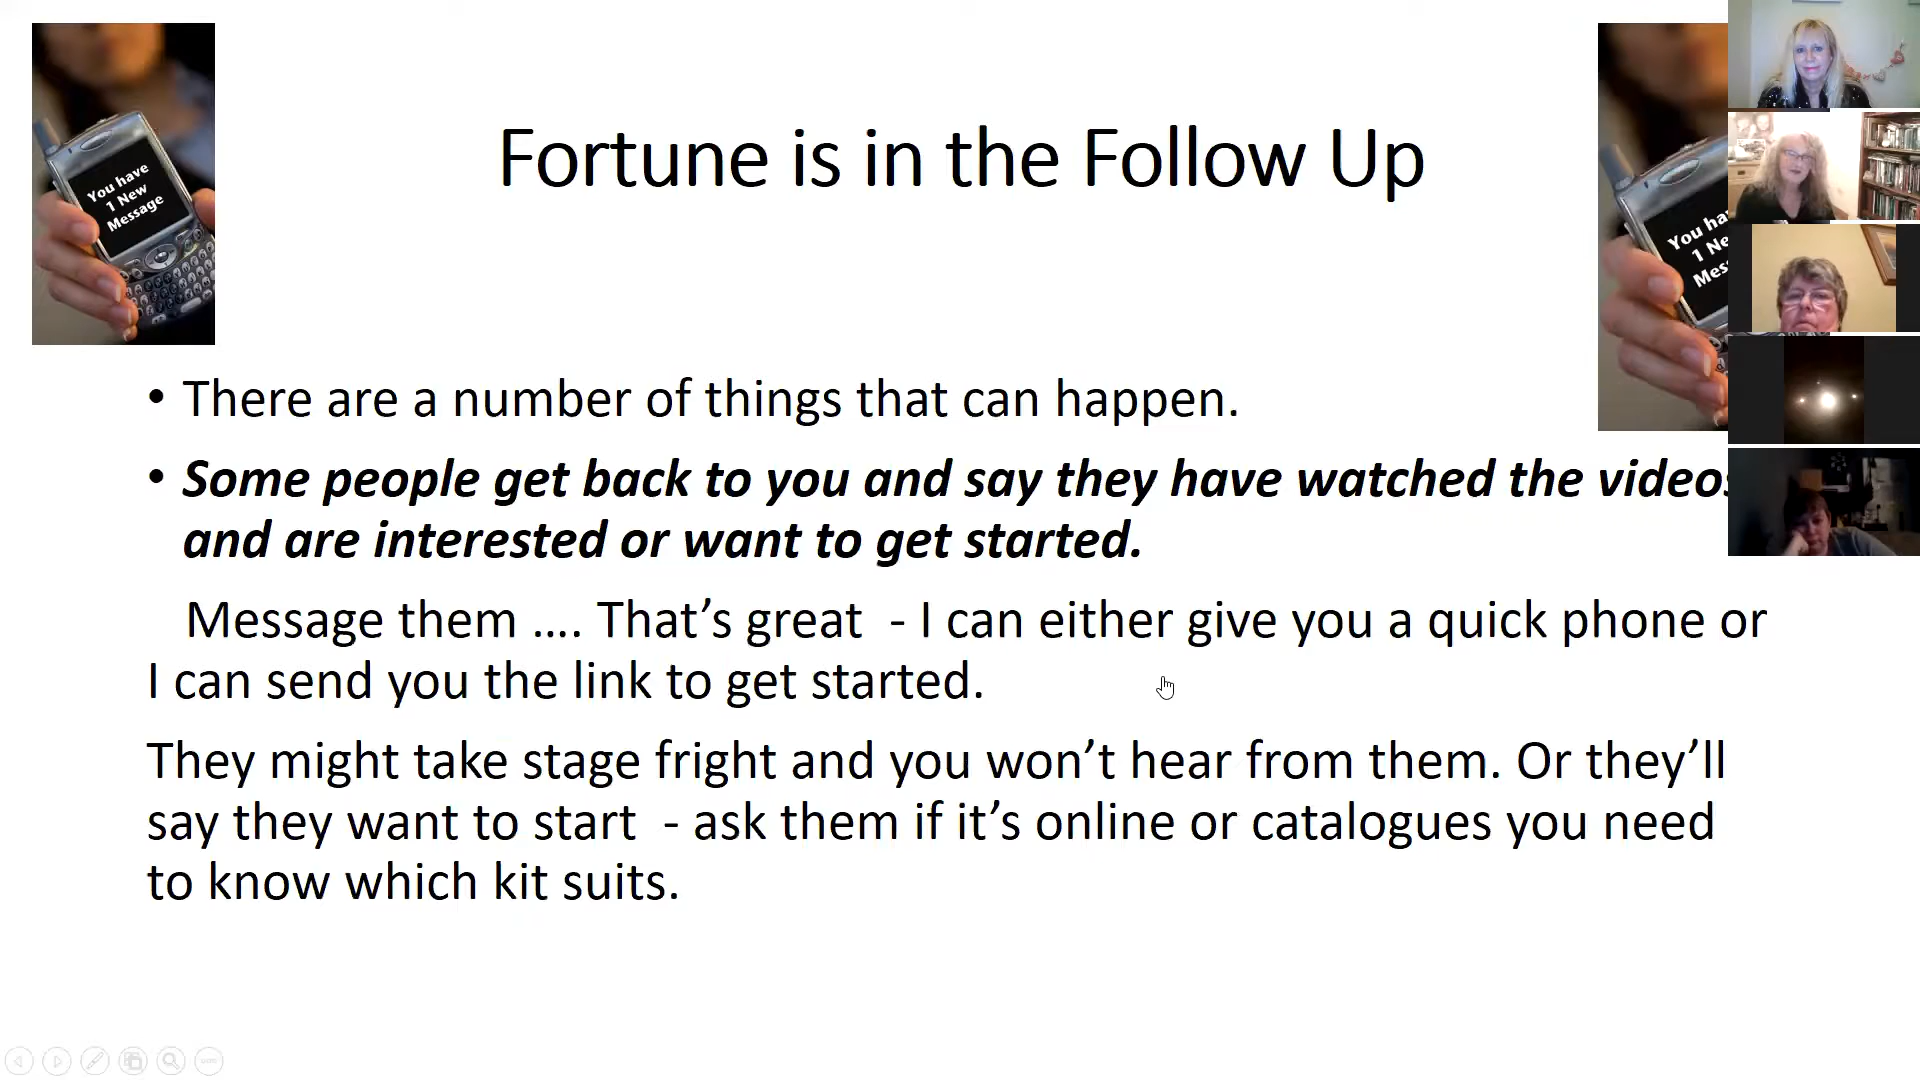 Fortune is in the Follow Up
You have
1 New
Message
You ha
1 Ne
Mess
• There are a number of things that can happen.
• Some people get back to you and say they have watched the videos
and are interested or want to get started.
Message them .... That’s great - I can either give you a quick phone or
I can send you the link to get started.
They might take stage fright and you won’t hear from them. Or they’ll
say they want to start - ask them if it’s online or catalogues you need
to know which kit suits.